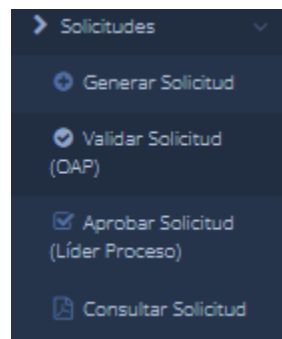 Solicitudes
Generar Solicitud
Validar Solicitud
(OAP)
Aprobar Solicitud
(Líder Proceso)
Consultar Solicitud